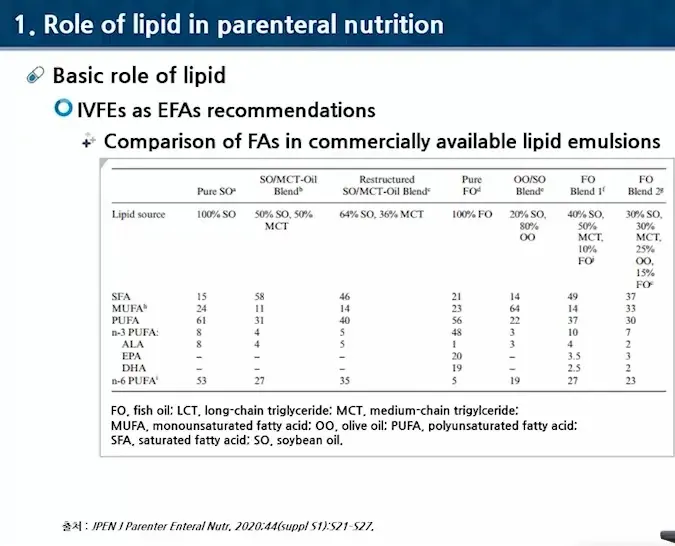 1. Role of lipid in parenteral nutrition
Basic role of lipid
IVFEs as EFAs recommendations
Comparison of FAs in commercially available lipid emulsions
Pure SOᵃ SO/MCT-Oil Blendᵇ Restructured SO/MCT-Oil Blendᶜ Pure FOᵈ OO/SO Blendᵉ FO Blend 1ᶠ FO Blend 2ᵍ
Lipid source 100% SO 50% SO, 50% MCT 64% SO, 36% MCT 100% FO 20% SO, 80% OO 40% SO, 50% MCT, 10% FOⁱ 30% SO, 30% MCT, 25% OO, 15% FOᵉ
SFA 15 58 46 21 14 49 37
MUFAʰ 24 11 14 23 64 14 33
PUFA 61 31 40 56 22 37 30
n-3 PUFA: 8 4 5 48 3 10 7
ALA 8 4 5 1 3 4 2
EPA – – – 20 – 3.5 3
DHA – – – 19 – 2.5 2
n-6 PUFAⁱ 53 27 35 5 19 27 23
FO, fish oil; LCT, long-chain triglyceride; MCT, medium-chain trigylceride;
MUFA, monounsaturated fatty acid; OO, olive oil; PUFA, polyunsaturated fatty acid;
SFA, saturated fatty acid; SO, soybean oil.
출처 : JPEN J Parenter Enteral Nutr. 2020;44(suppl S1):S21-S27.